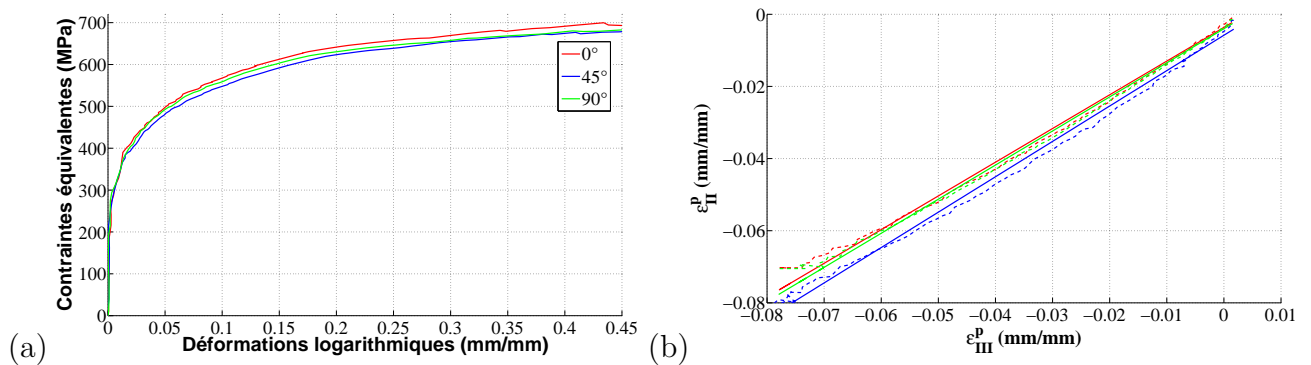 700
600
500
400
300
200
100
0
Contraintes équivalentes (MPa)
0°
45°
90°
0 0.05 0.1 0.15 0.2 0.25 0.3 0.35 0.4 0.45
Déformations logarithmiques (mm/mm)
(a)
0
−0.02
−0.04
−0.06
−0.08
ε_II^p (mm/mm)
−0.08 −0.07 −0.06 −0.05 −0.04 −0.03 −0.02 −0.01 0 0.01
ε_III^p (mm/mm)
(b)